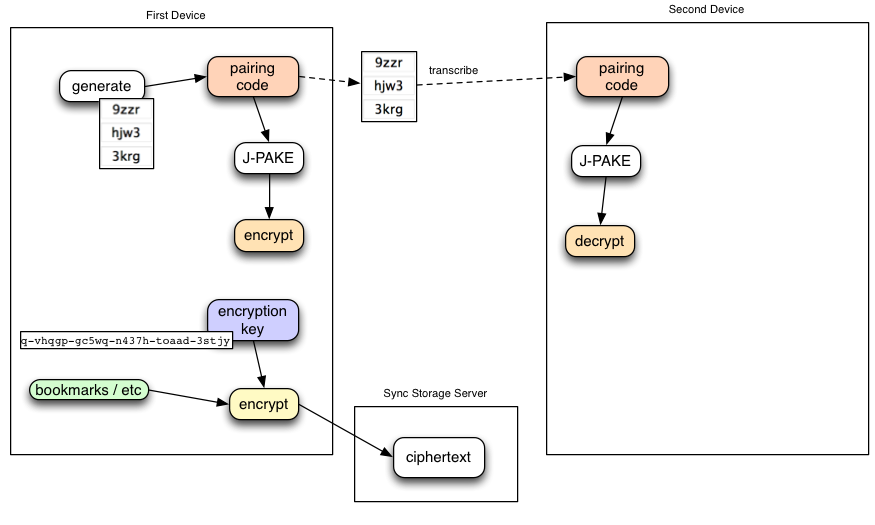 First Device
Second Device
generate
9zzr
hjw3
3krg
pairing
code
9zzr
hjw3
3krg
transcribe
pairing
code
J-PAKE
J-PAKE
encrypt
decrypt
encryption
key
q-vhqgp-gc5wq-n437h-toaad-3stjy
bookmarks / etc
encrypt
Sync Storage Server
ciphertext